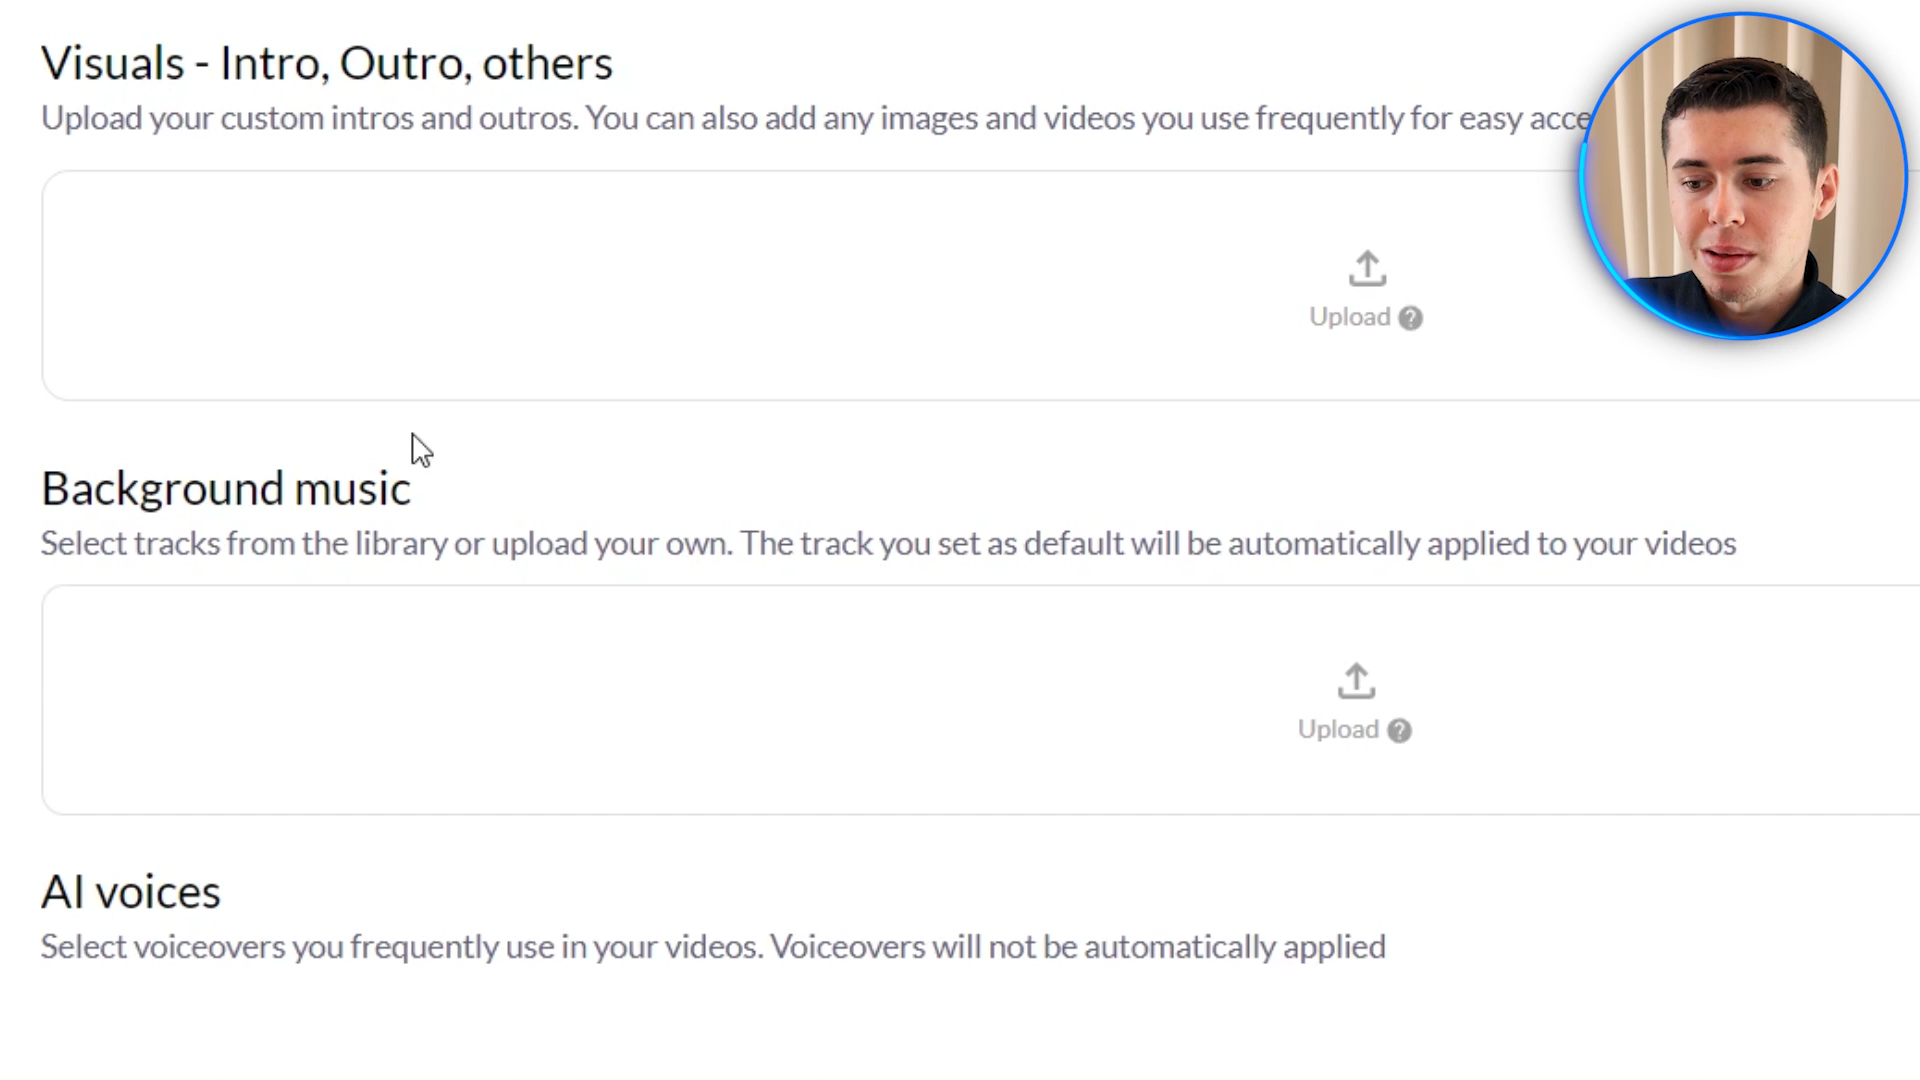 Visuals - Intro, Outro, others
Upload your custom intros and outros. You can also add any images and videos you use frequently for easy acce
Upload ?
Background music
Select tracks from the library or upload your own. The track you set as default will be automatically applied to your videos
Upload ?
AI voices
Select voiceovers you frequently use in your videos. Voiceovers will not be automatically applied